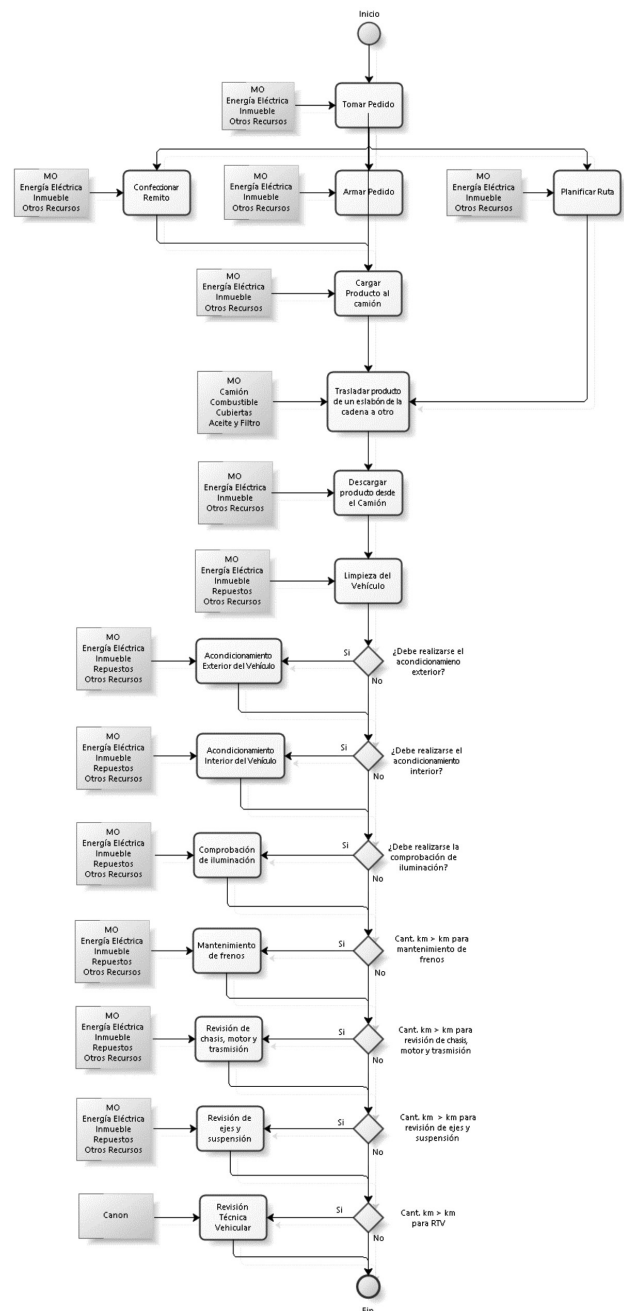 Inicio
MO
Energía Eléctrica
Inmueble
Otros Recursos
Tomar Pedido
MO
Energía Eléctrica
Inmueble
Otros Recursos
Confeccionar
Remito
MO
Energía Eléctrica
Inmueble
Otros Recursos
Armar Pedido
MO
Energía Eléctrica
Inmueble
Otros Recursos
Planificar Ruta
MO
Energía Eléctrica
Inmueble
Otros Recursos
Cargar
Producto al
camión
MO
Camión
Combustible
Cubiertas
Aceite y Filtro
Trasladar producto
de un eslabón de la
cadena a otro
MO
Energía Eléctrica
Inmueble
Otros Recursos
Descargar
producto desde
el Camión
MO
Energía Eléctrica
Inmueble
Repuestos
Otros Recursos
Limpieza del
Vehículo
MO
Energía Eléctrica
Inmueble
Repuestos
Otros Recursos
Acondicionamiento
Exterior del Vehículo
Si
No
¿Debe realizarse el
acondicionamieno
exterior?
MO
Energía Eléctrica
Inmueble
Repuestos
Otros Recursos
Acondicionamiento
Interior del Vehículo
Si
No
¿Debe realizarse el
acondicionamiento
interior?
MO
Energía Eléctrica
Inmueble
Repuestos
Otros Recursos
Comprobación
de iluminación
Si
No
¿Debe realizarse la
comprobación de
iluminación?
MO
Energía Eléctrica
Inmueble
Repuestos
Otros Recursos
Mantenimiento
de frenos
Si
No
Cant. km > km para
mantenimiento de
frenos
MO
Energía Eléctrica
Inmueble
Repuestos
Otros Recursos
Revisión de
chasis, motor y
trasmisión
Si
No
Cant. km > km para
revisión de chasis,
motor y trasmisión
MO
Energía Eléctrica
Inmueble
Repuestos
Otros Recursos
Revisión de
ejes y
suspensión
Si
No
Cant. km > km para
revisión de ejes y
suspensión
Canon
Revisión
Técnica
Vehicular
Si
No
Cant. km > km
para RTV
Fin